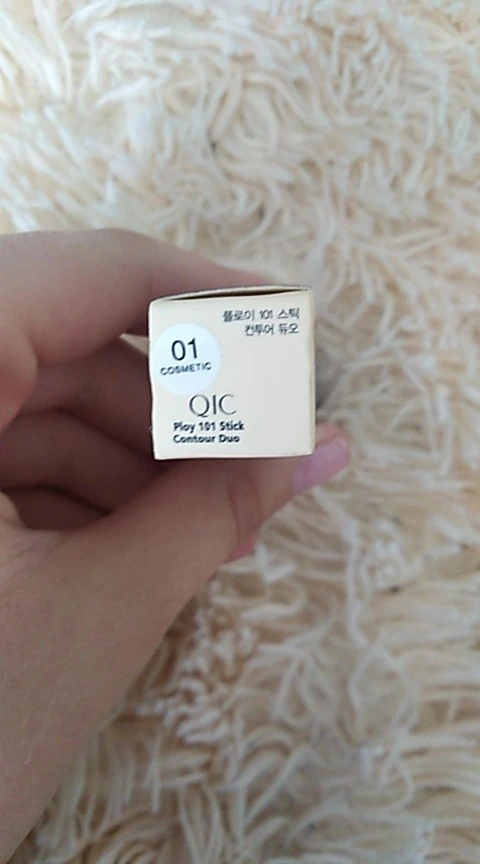 플로이 101 스틱
컨투어 듀오
01
COSMETIC
QIC
Ploy 101 Stick
Contour Duo